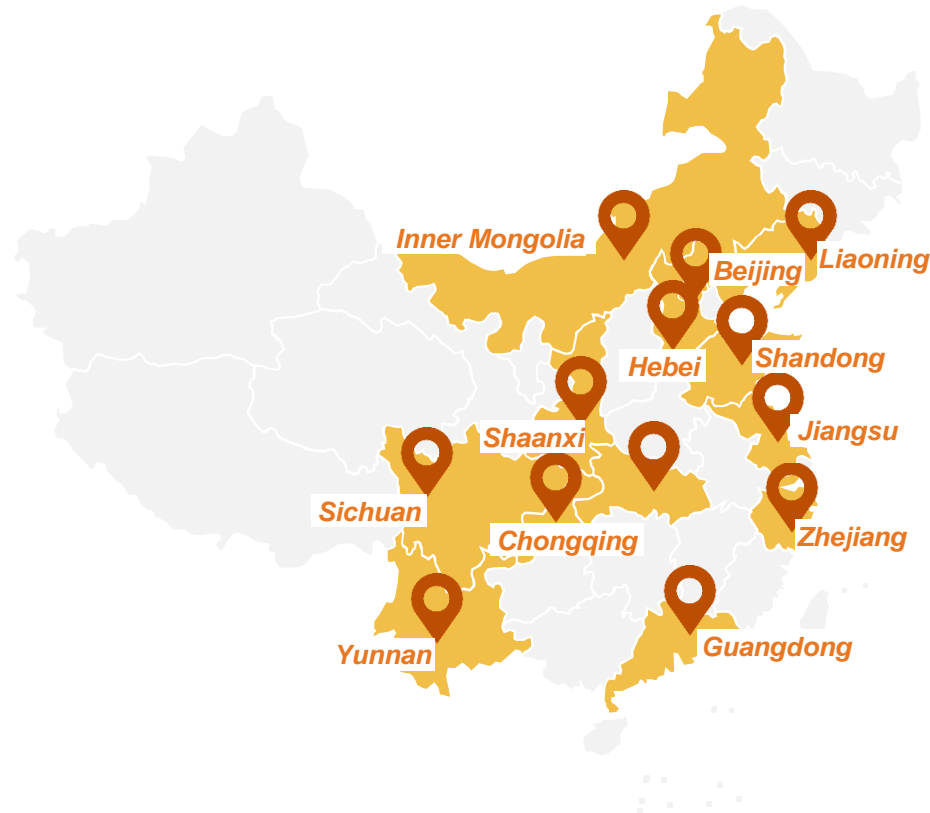 Inner Mongolia
Liaoning
Beijing
Hebei
Shandong
Jiangsu
Shaanxi
Sichuan
Chongqing
Zhejiang
Yunnan
Guangdong